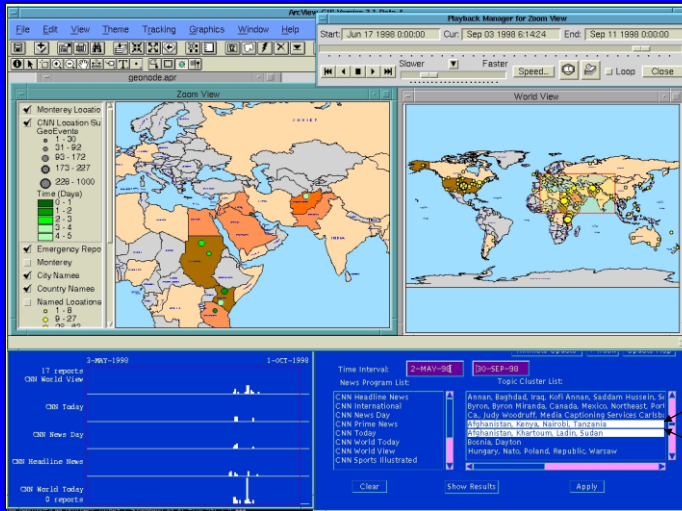 ArcView GIS Version 3.1 Beta 4
File Edit View Theme Tracking Graphics Window Help
Playback Manager for Zoom View
Start: Jun 17 1998 0:00:00 Cur: Sep 03 1998 6:14:24 End: Sep 11 1998 0:00:00
Slower Faster
Speed... Loop Close
geonode.apr
Zoom View
World View
Monterey Locatio
CNN Location Su
GeoEvents
1 - 30
31 - 92
93 - 172
173 - 227
228 - 1000
Time (Days)
0 - 1
1 - 2
2 - 3
3 - 4
4 - 5
Emergency Repo
Monterey
City Names
Country Names
Named Locations
1 - 8
9 - 27
3-MAY-1998 1-OCT-1998
17 reports
CNN World View
CNN Today
CNN News Day
CNN Headline News
CNN World Today
0 reports
Time Interval: 2-MAY-98 30-SEP-98
News Program List: Topic Cluster List:
CNN Headline News
CNN International
CNN News Day
CNN Prime News
CNN Today
CNN World Today
CNN World View
CNN Sports Illustrated
Annan, Baghdad, Iraq, Kofi Annan, Saddam Hussein, Se
Byron, Byron Miranda, Canada, Mexico, Northeast, Port
Ca., Judy Woodruff, Media Captioning Services Carlsb
Afghanistan, Kenya, Nairobi, Tanzania
Afghanistan, Khartoum, Ladin, Sudan
Bosnia, Dayton
Hungary, Nato, Poland, Republic, Warsaw
Clear Show Results Apply